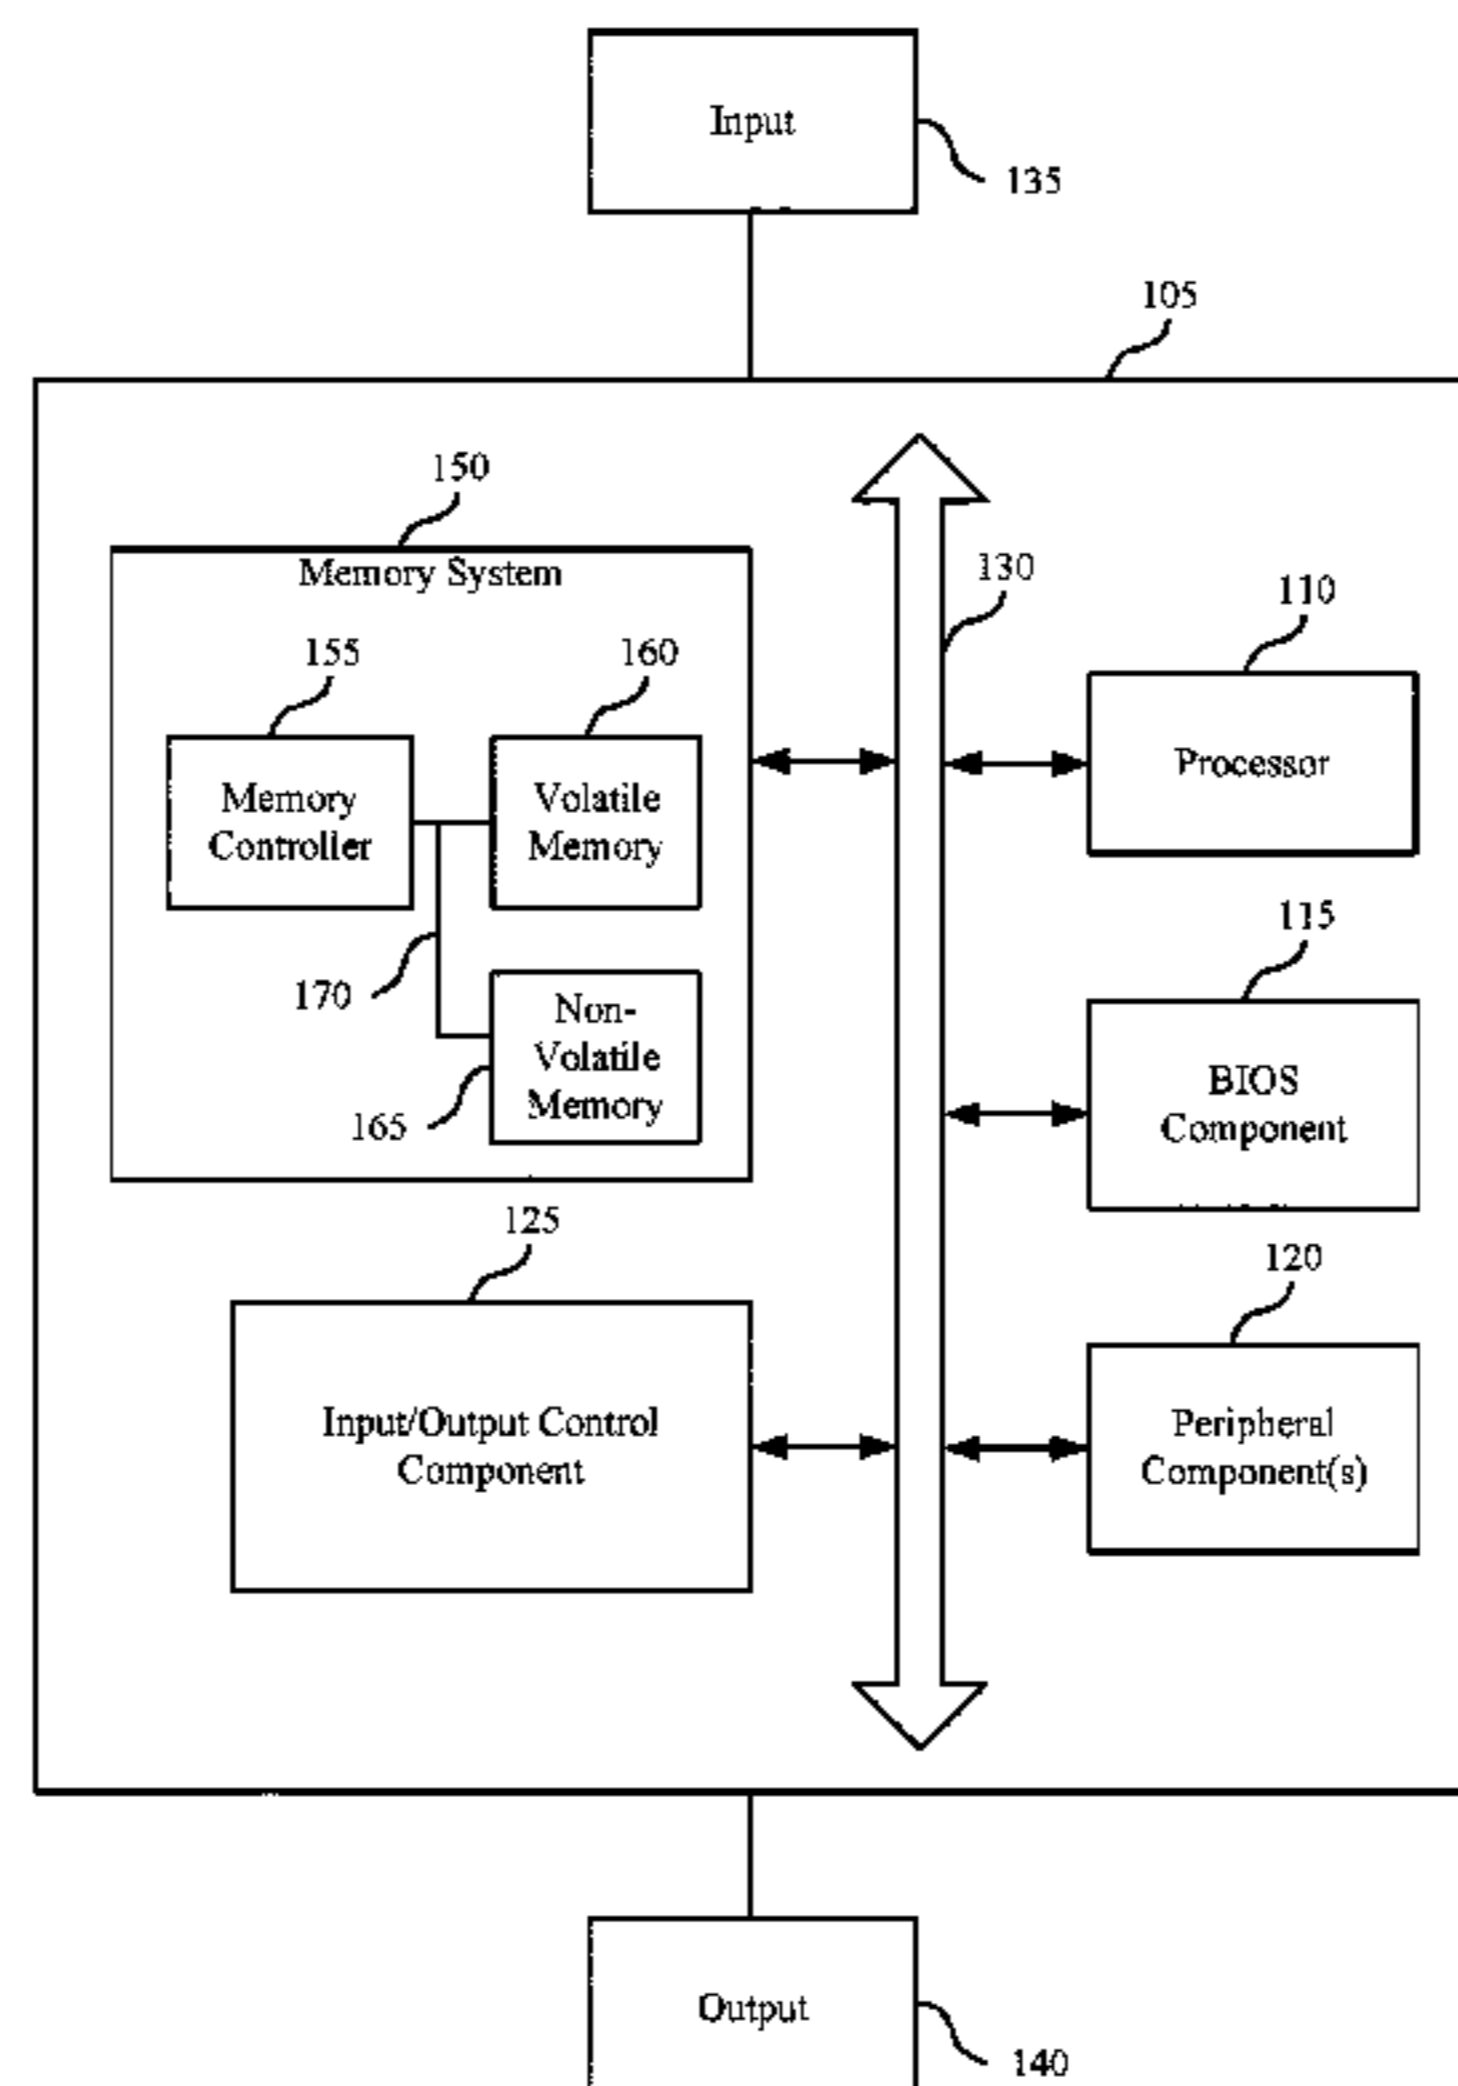 Input
135
105
150
Memory System
130
110
155
160
Memory
Controller
Volatile
Memory
Processor
170
115
Non-
Volatile
Memory
165
BIOS
Component
125
120
Input/Output Control
Component
Peripheral
Component(s)
Output
140